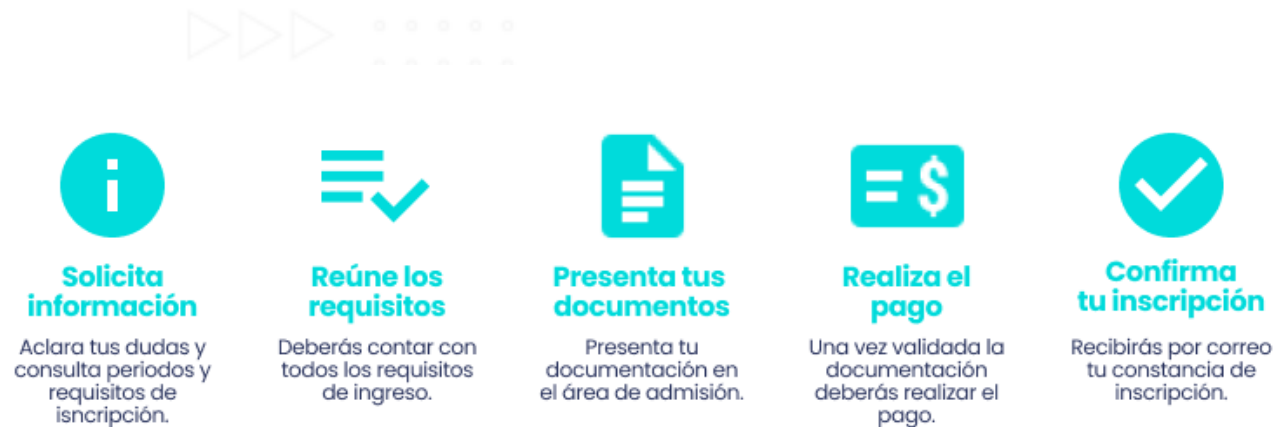 Solicita
información
Aclara tus dudas y
consulta periodos y
requisitos de
isncripción.
Reúne los
requisitos
Deberás contar con
todos los requisitos
de ingreso.
Presenta tus
documentos
Presenta tu
documentación en
el área de admisión.
Realiza el
pago
Una vez validada la
documentación
deberás realizar el
pago.
Confirma
tu inscripción
Recibirás por correo
tu constancia de
inscripción.